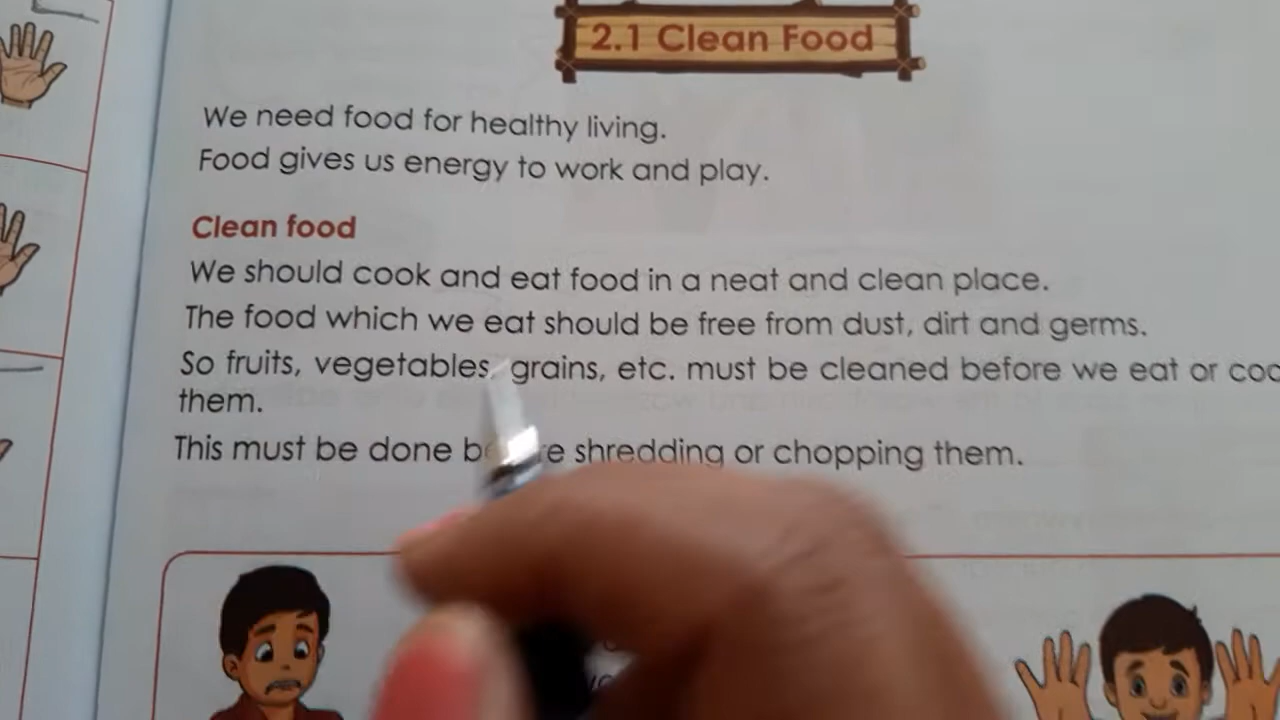 2.1 Clean Food
We need food for healthy living.
Food gives us energy to work and play.
Clean food
We should cook and eat food in a neat and clean place.
The food which we eat should be free from dust, dirt and germs.
So fruits, vegetables, grains, etc. must be cleaned before we eat or
them.
This must be done shredding or chopping them.